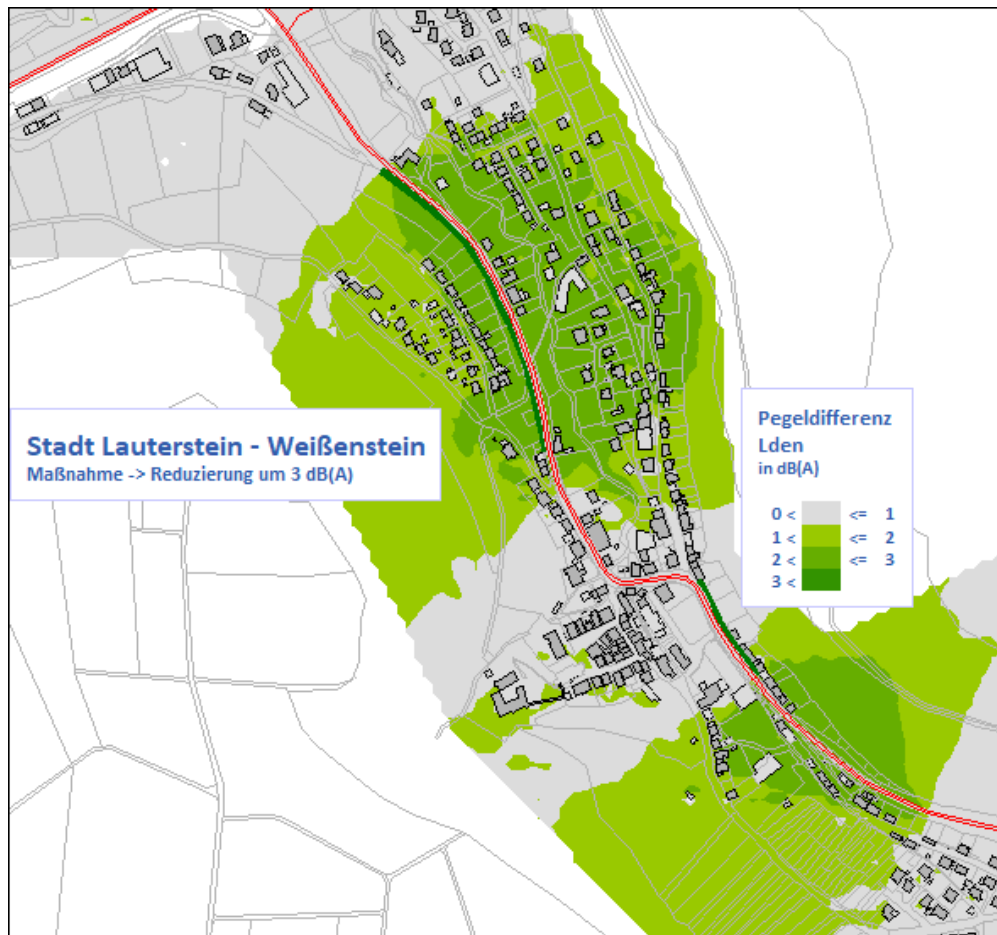 Stadt Lauterstein - Weißenstein
Maßnahme -> Reduzierung um 3 dB(A)
Pegeldifferenz
Lden
in dB(A)
0 < <= 1
1 < <= 2
2 < <= 3
3 <